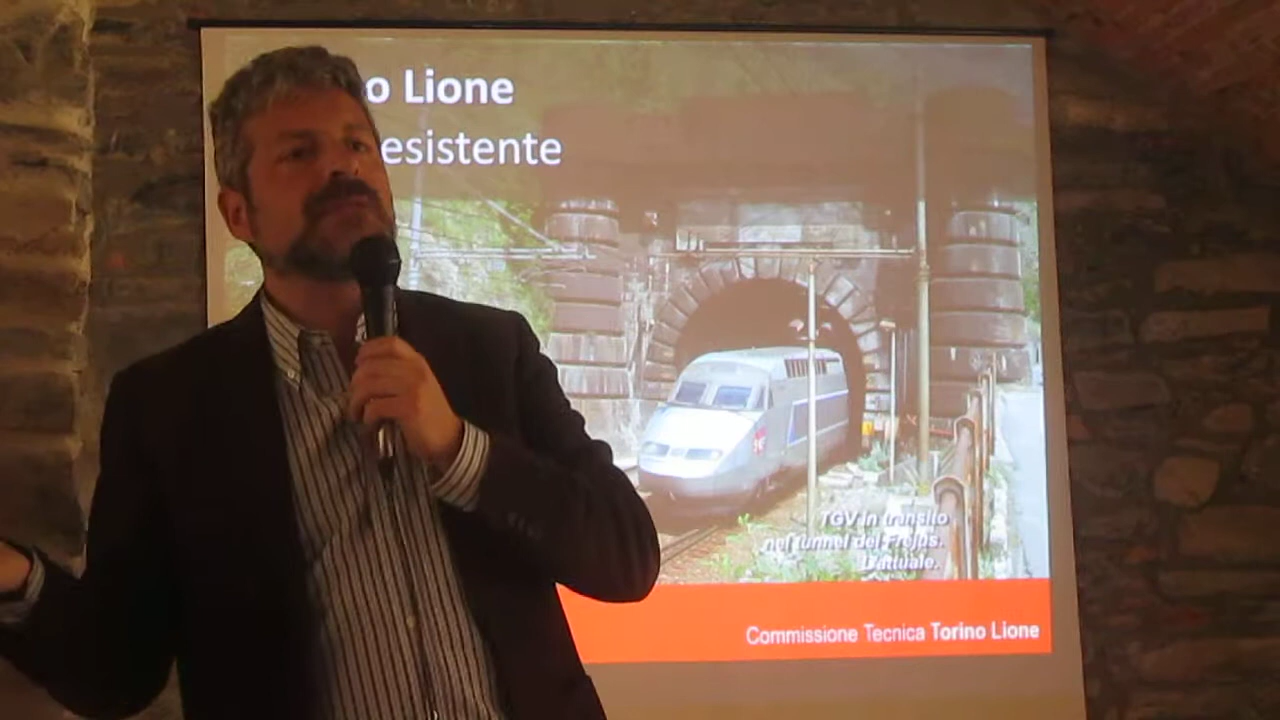 o Lione
esistente
TGV in transito
nel tunnel del Frejus.
L'attuale.
Commissione Tecnica Torino Lione